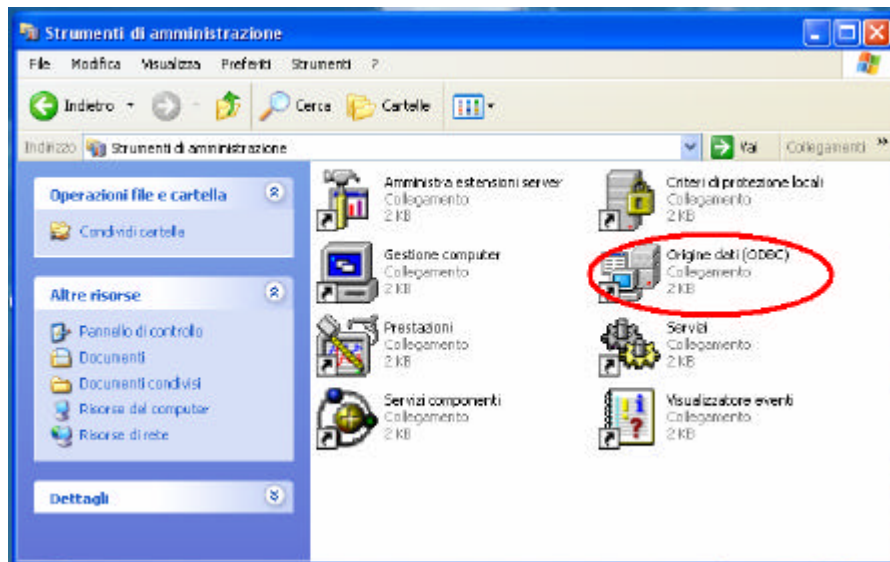 Strumenti di amministrazione
File Modifica Visualizza Preferiti Strumenti ?
Indietro Cerca Cartelle
Indirizzo Strumenti di amministrazione Vai Collegamenti »
Operazioni file e cartella
Condividi cartella
Altre risorse
Pannello di controllo
Documenti
Documenti condivisi
Risorse del computer
Risorse di rete
Dettagli
Amministra estensioni server
Collegamento
2 KB
Criteri di protezione locali
Collegamento
2 KB
Gestione computer
Collegamento
2 KB
Origine dati (ODBC)
Collegamento
2 KB
Prestazioni
Collegamento
2 KB
Servizi
Collegamento
2 KB
Servizi componenti
Collegamento
2 KB
Visualizzatore eventi
Collegamento
2 KB